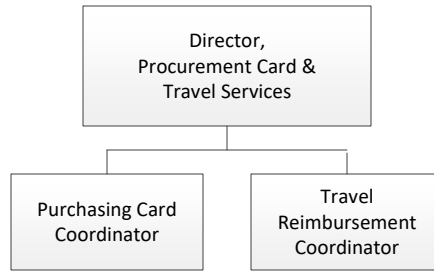 Director,
Procurement Card &
Travel Services
Purchasing Card
Coordinator
Travel
Reimbursement
Coordinator